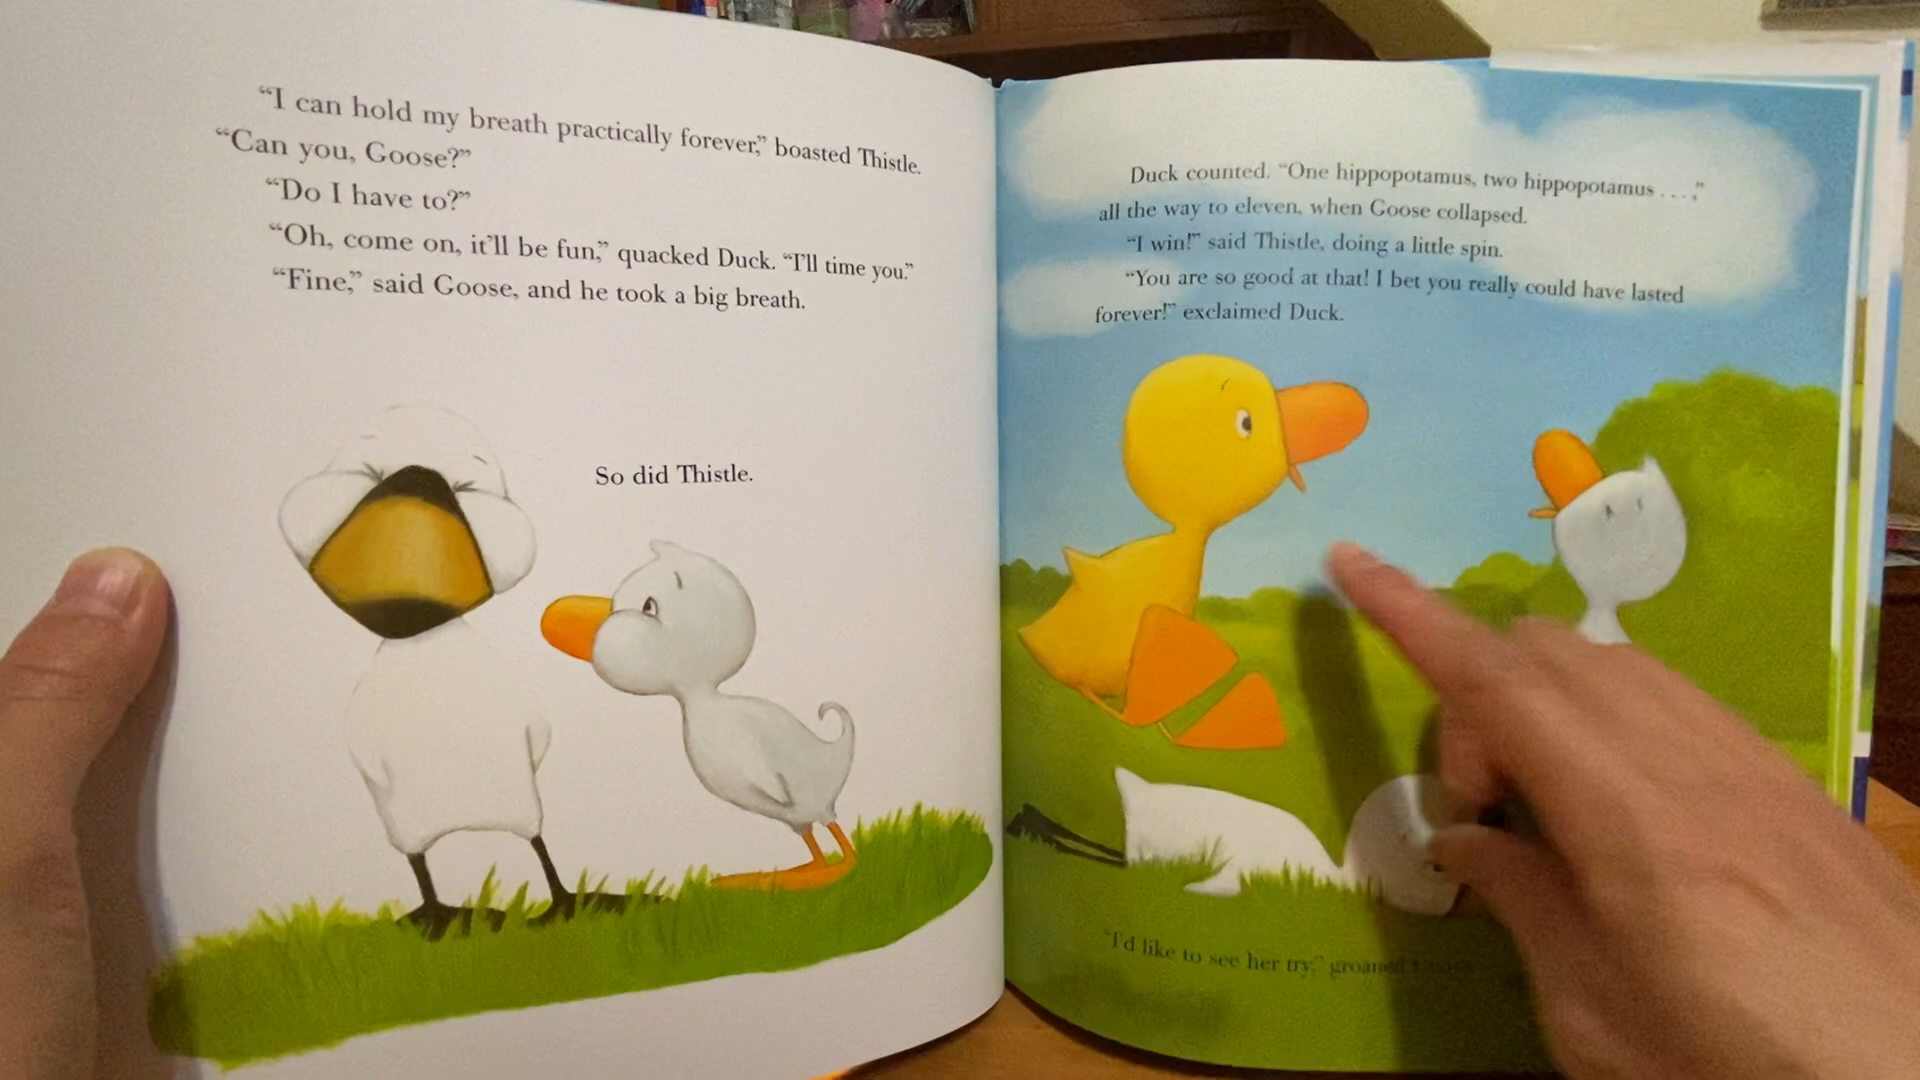 “I can hold my breath practically forever,” boasted Thistle.
“Can you, Goose?”
“Do I have to?”
“Oh, come on, it’ll be fun,” quacked Duck. “I’ll time you.”
“Fine,” said Goose, and he took a big breath.
So did Thistle.
Duck counted. “One hippopotamus, two hippopotamus . . . ,”
all the way to eleven, when Goose collapsed.
“I win!” said Thistle, doing a little spin.
“You are so good at that! I bet you really could have lasted
forever!” exclaimed Duck.
“I’d like to see her try,” groaned